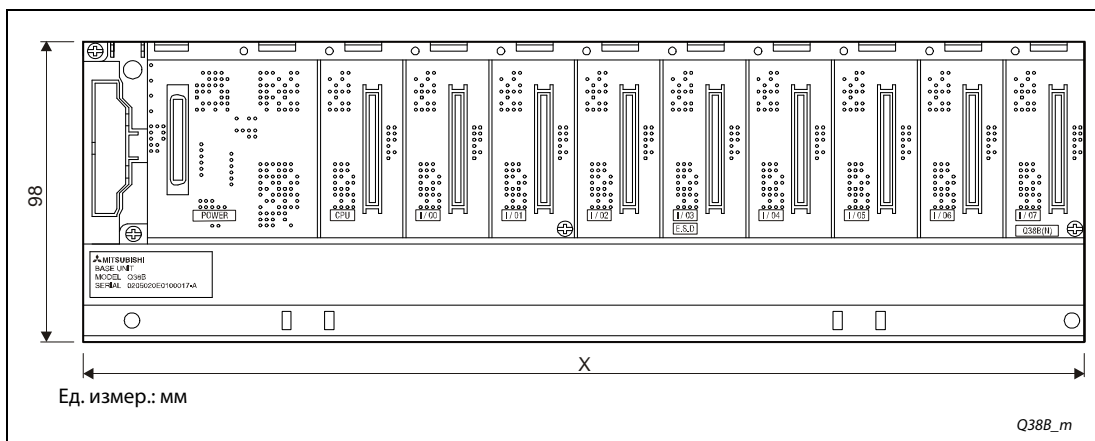 98
POWER
CPU
I / 00
I / 01
I / 02
I / 03
E.S.D
I / 04
I / 05
I / 06
I / 07
Q38B(N)
MITSUBISHI
BASE UNIT
MODEL Q38B
SERIAL 0205020E0100017-A
X
Ед. измер.: мм
Q38B_m